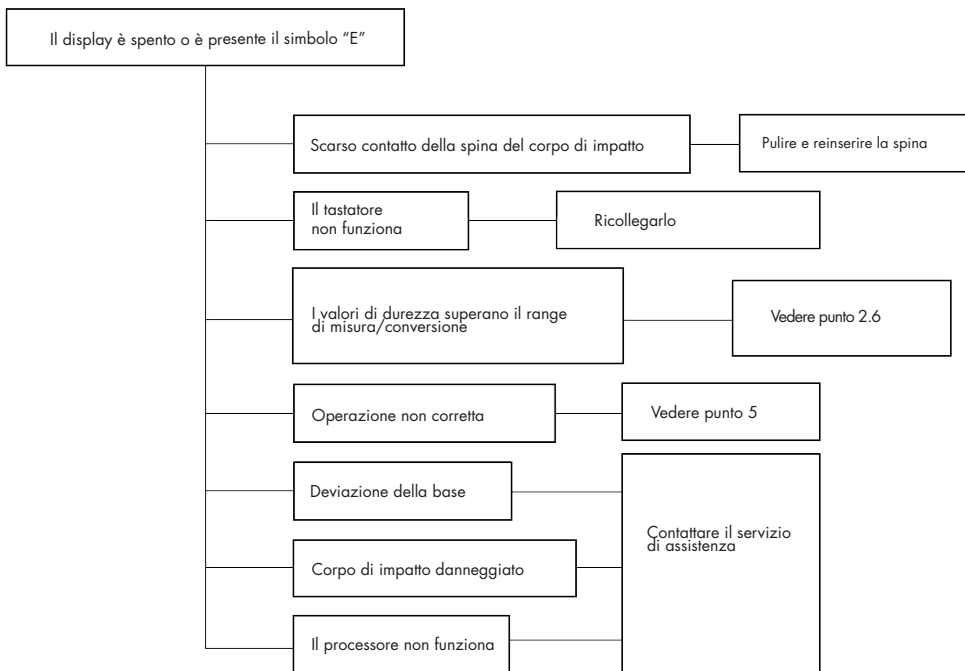 Il display è spento o è presente il simbolo “E”
Scarso contatto della spina del corpo di impatto
Pulire e reinserire la spina
Il tastatore
non funziona
Ricollegarlo
I valori di durezza superano il range
di misura/conversione
Vedere punto 2.6
Operazione non corretta
Vedere punto 5
Deviazione della base
Contattare il servizio
di assistenza
Corpo di impatto danneggiato
Il processore non funziona